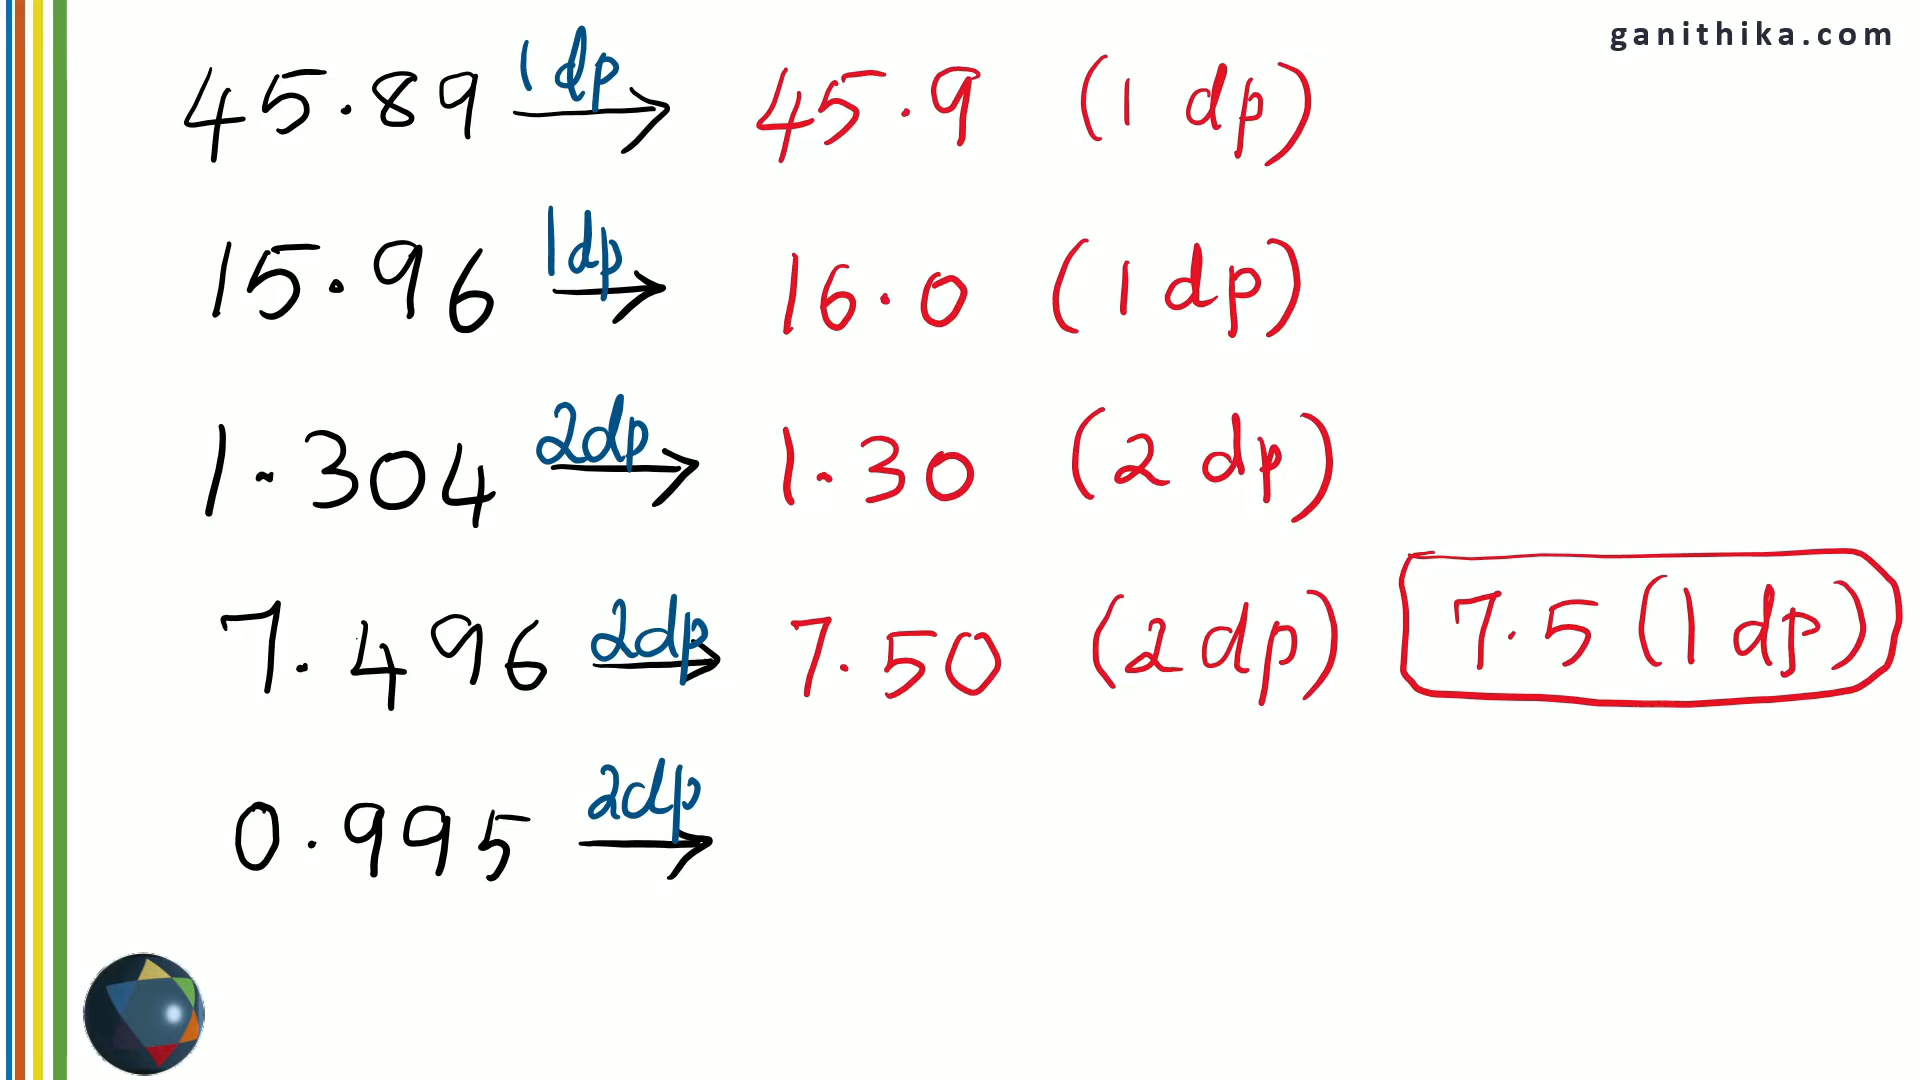 ganithika.com
45.89 1dp → 45.9 (1 dp)
15.96 1dp → 16.0 (1 dp)
1.304 2dp → 1.30 (2 dp)
7.496 2dp → 7.50 (2 dp) 7.5 (1 dp)
0.995 2dp →